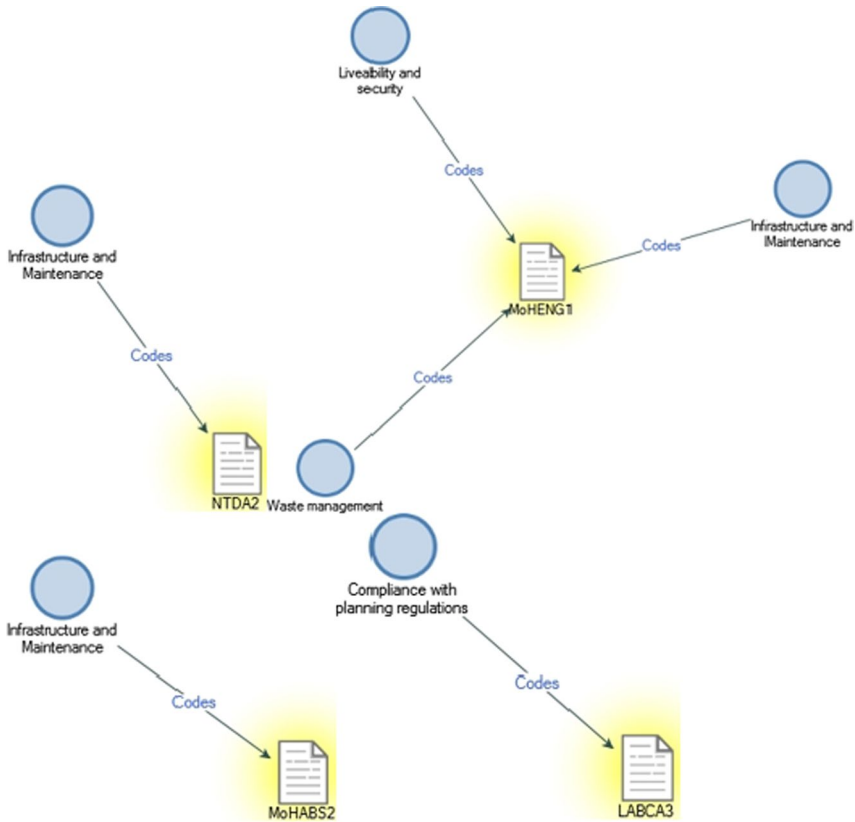 Liveability and
security
Codes
Infrastructure and
Maintenance
Codes
Infrastructure and
Maintenance
MoHENG1
Codes
Codes
NTDA2
Waste management
Compliance with
planning regulations
Infrastructure and
Maintenance
Codes
Codes
MoHABS2
LABCA3